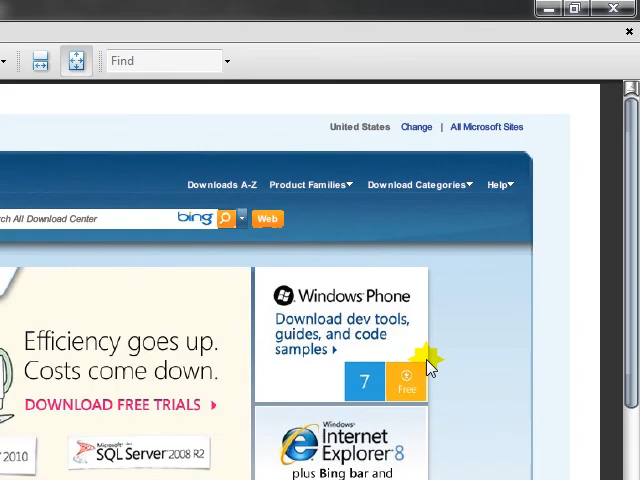 Find
United States Change | All Microsoft Sites
Downloads A-Z Product Families Download Categories Help
rch All Download Center bing Web
Windows Phone
Download dev tools,
guides, and code
samples
7 Free
Efficiency goes up.
Costs come down.
DOWNLOAD FREE TRIALS
2010
Microsoft SQL Server 2008 R2
Windows
Internet
Explorer 8
plus Bing bar and